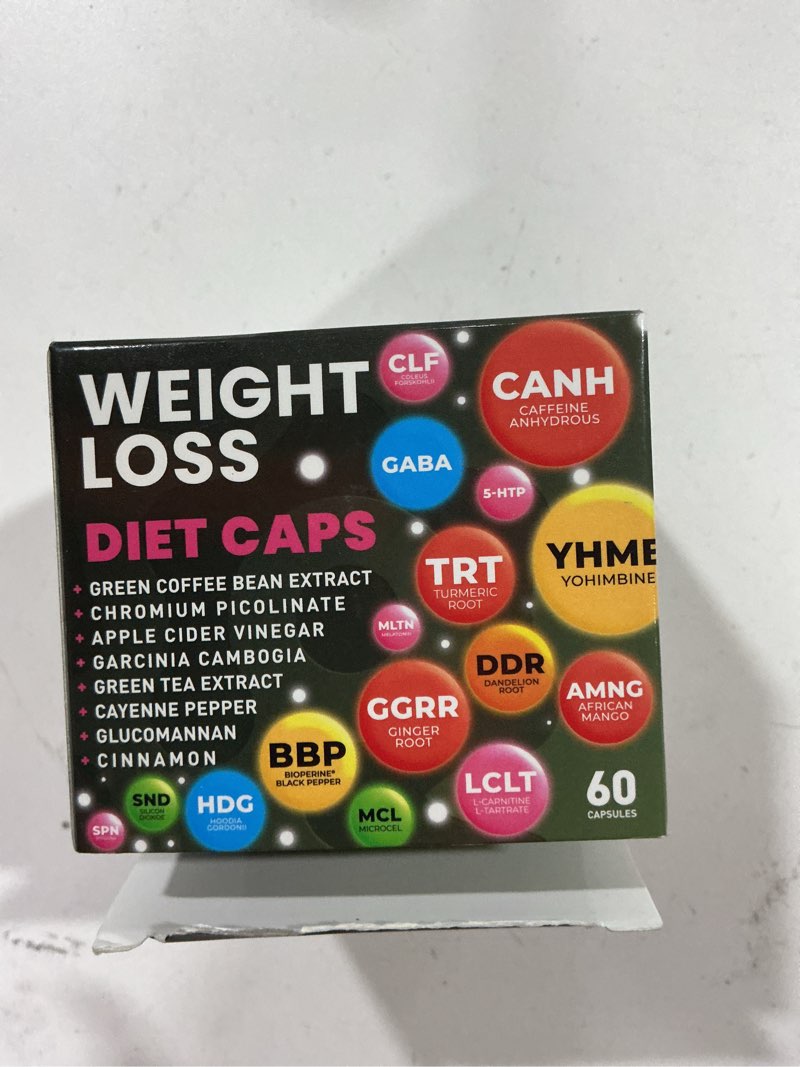 WEIGHT
LOSS
DIET CAPS
+ GREEN COFFEE BEAN EXTRACT
+ CHROMIUM PICOLINATE
+ APPLE CIDER VINEGAR
+ GARCINIA CAMBOGIA
+ GREEN TEA EXTRACT
+ CAYENNE PEPPER
+ GLUCOMANNAN
+ CINNAMON
CLF
COLEUS
FORSKOHLII
CANH
CAFFEINE
ANHYDROUS
GABA
5-HTP
YHME
YOHIMBINE
TRT
TURMERIC
ROOT
MLTN
MELATONIN
DDR
DANDELION
ROOT
AMNG
AFRICAN
MANGO
GGRR
GINGER
ROOT
BBP
BIOPERINE®
BLACK PEPPER
LCLT
L-CARNITINE
L-TARTRATE
SND
SILICON
DIOXIDE
HDG
HOODIA
GORDONII
MCL
MICROCEL
SPN
60
CAPSULES